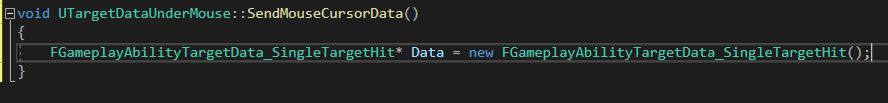 void UTargetDataUnderMouse::SendMouseCursorData()
{
FGameplayAbilityTargetData_SingleTargetHit* Data = new FGameplayAbilityTargetData_SingleTargetHit();
}